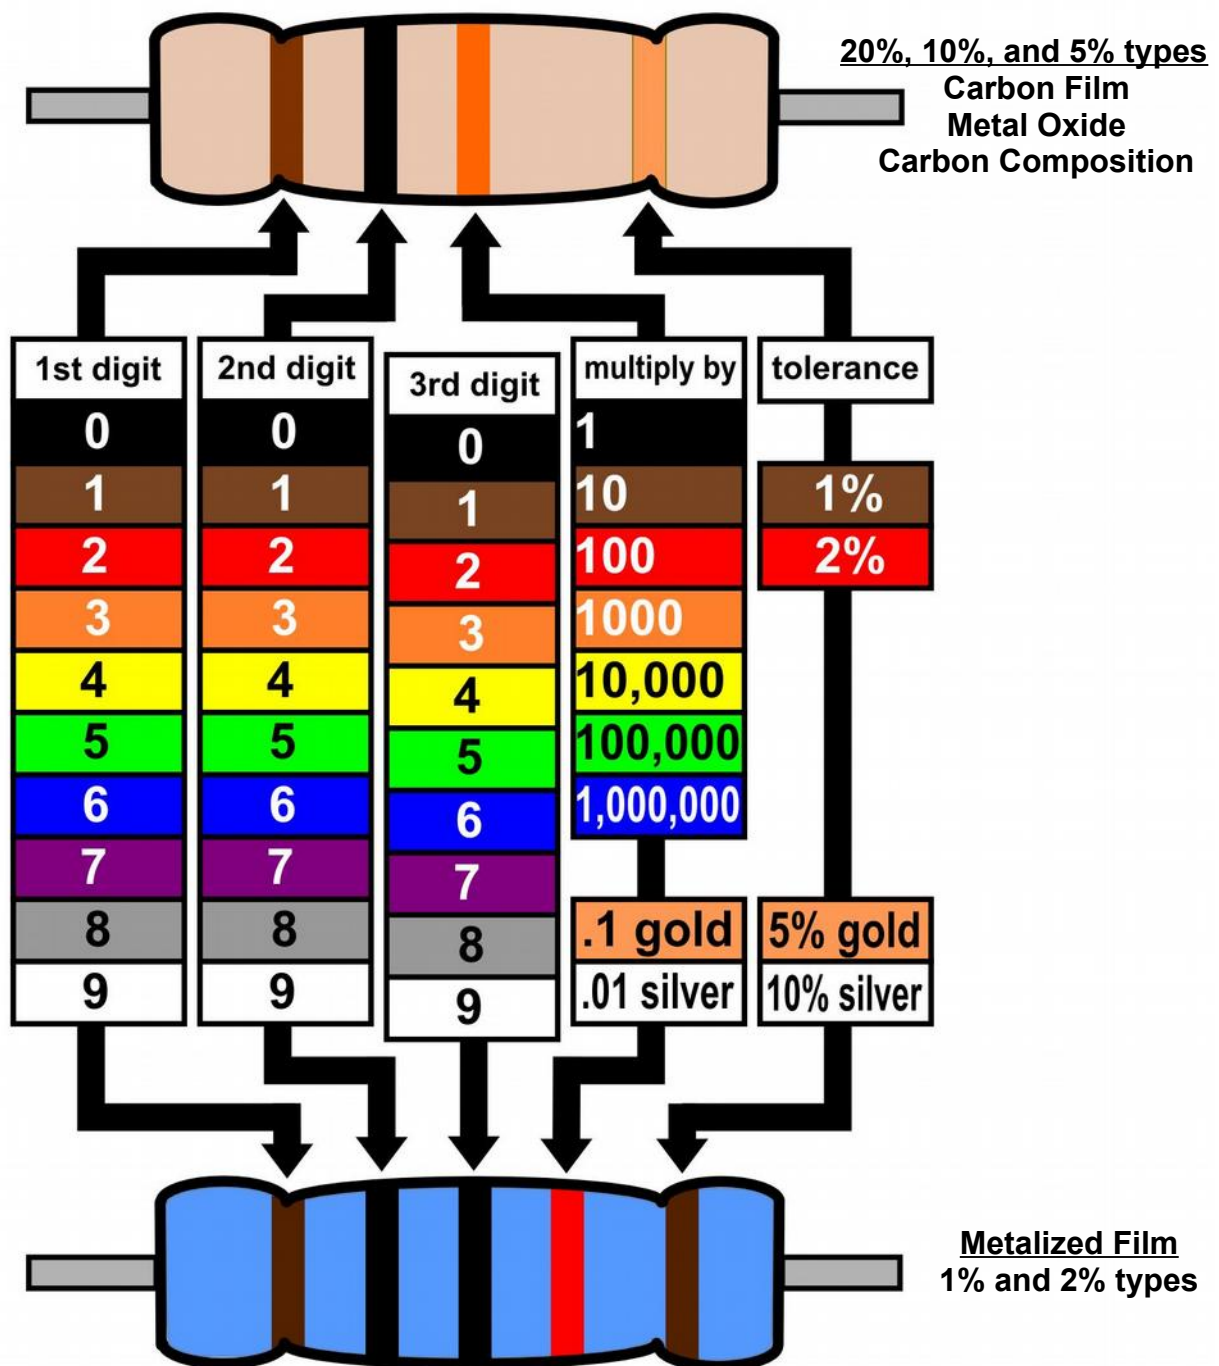 20%, 10%, and 5% types
Carbon Film
Metal Oxide
Carbon Composition
1st digit
0
1
2
3
4
5
6
7
8
9
2nd digit
0
1
2
3
4
5
6
7
8
9
3rd digit
0
1
2
3
4
5
6
7
8
9
multiply by
1
10
100
1000
10,000
100,000
1,000,000
.1 gold
.01 silver
tolerance
1%
2%
5% gold
10% silver
Metalized Film
1% and 2% types